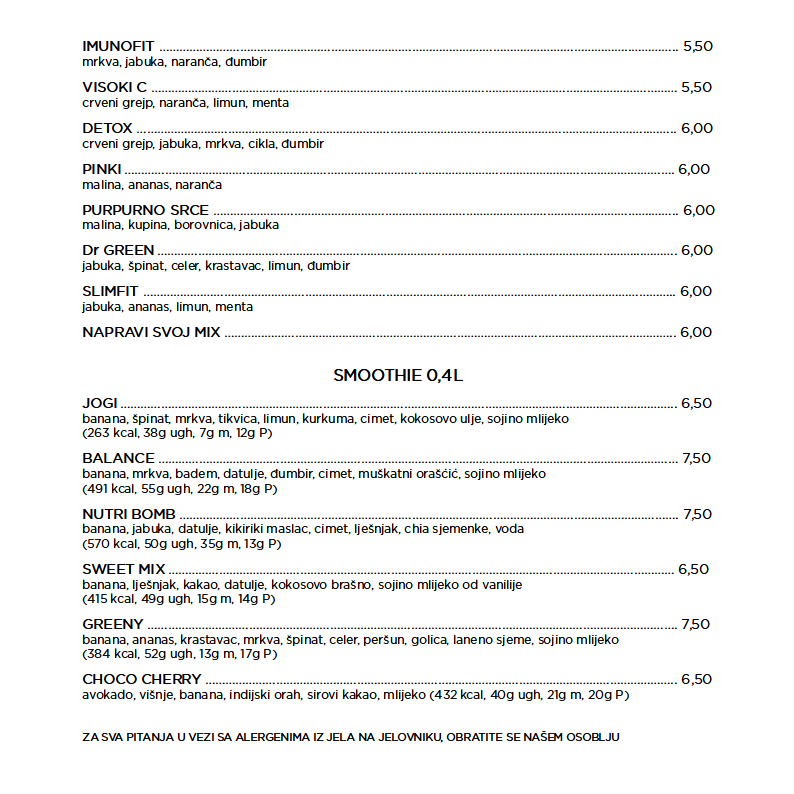 IMUNOFIT ........ 5,50
mrkva, jabuka, naranča, đumbir
VISOKI C ........ 5,50
crveni grejp, naranča, limun, menta
DETOX ........ 6,00
crveni grejp, jabuka, mrkva, cikla, đumbir
PINKI ........ 6,00
malina, ananas, naranča
PURPURNO SRCE ........ 6,00
malina, kupina, borovnica, jabuka
Dr GREEN ........ 6,00
jabuka, špinat, celer, krastavac, limun, đumbir
SLIMFIT ........ 6,00
jabuka, ananas, limun, menta
NAPRAVI SVOJ MIX ........ 6,00
SMOOTHIE 0,4L
JOGI ........ 6,50
banana, špinat, mrkva, tikvica, limun, kurkuma, cimet, kokosovo ulje, sojino mlijeko
(263 kcal, 38g ugh, 7g m, 12g P)
BALANCE ........ 7,50
banana, mrkva, badem, datulje, đumbir, cimet, muškatni orašćić, sojino mlijeko
(491 kcal, 55g ugh, 22g m, 18g P)
NUTRI BOMB ........ 7,50
banana, jabuka, datulje, kikiriki maslac, cimet, lješnjak, chia sjemenke, voda
(570 kcal, 50g ugh, 35g m, 13g P)
SWEET MIX ........ 6,50
banana, lješnjak, kakao, datulje, kokosovo brašno, sojino mlijeko od vanilije
(415 kcal, 49g ugh, 15g m, 14g P)
GREENY ........ 7,50
banana, ananas, krastavac, mrkva, špinat, celer, peršun, golica, laneno sjeme, sojino mlijeko
(384 kcal, 52g ugh, 13g m, 17g P)
CHOCO CHERRY ........ 6,50
avokado, višnje, banana, indijski orah, sirovi kakao, mlijeko (432 kcal, 40g ugh, 21g m, 20g P)
ZA SVA PITANJA U VEZI SA ALERGENIMA IZ JELA NA JELOVNIKU, OBRATITE SE NAŠEM OSOBLJU